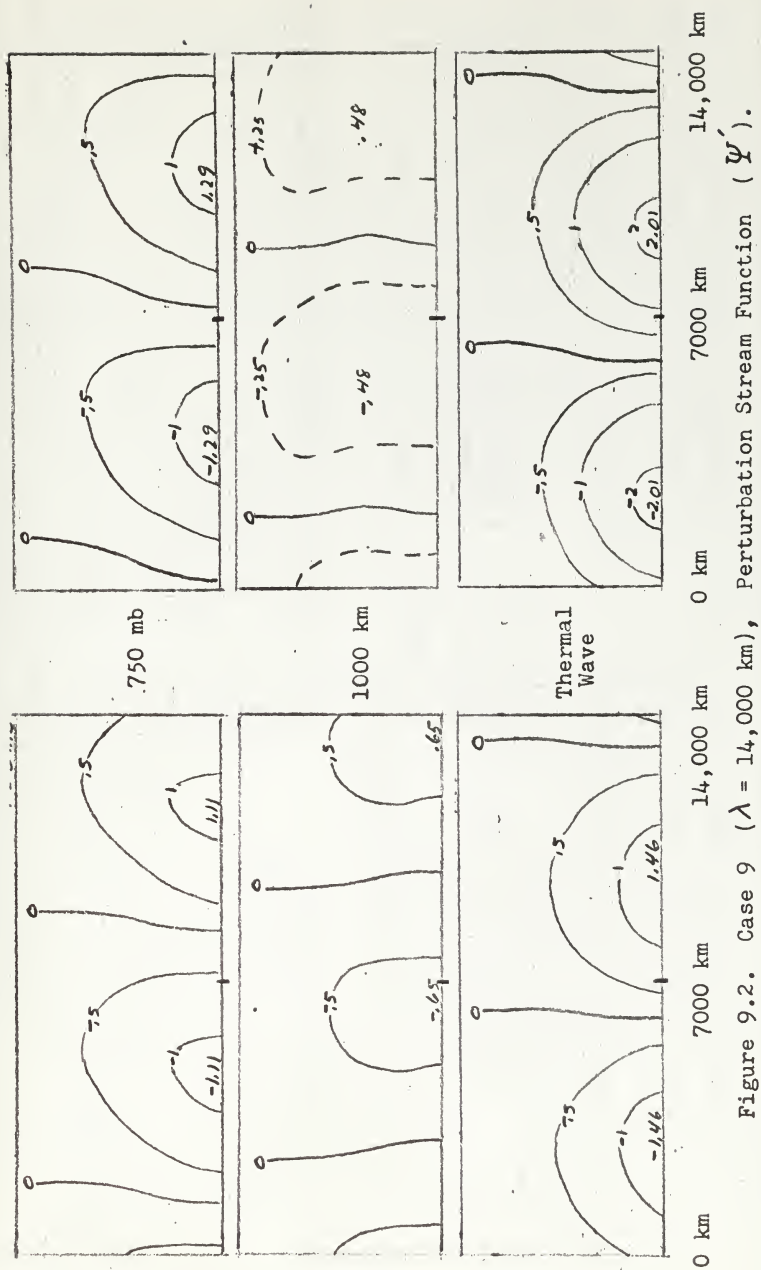 0 -.5 0 .5
-1 1
-1.11 1.11
750 mb
0 -.5 0 .5
-1 1
-1.29 1.29
0 -.5 0 .5
-.65 .65
1000 km
0 -.25 0 +.25
-.48 .48
0 -.5 0 .5
-1 1
-1.46 1.46
Thermal
Wave
0 -.5 0 .5
-1 1
-2 2
-2.01 2.01
0 km 7000 km 14,000 km 0 km 7000 km 14,000 km
Figure 9.2. Case 9 (λ = 14,000 km), Perturbation Stream Function (Ψ′).